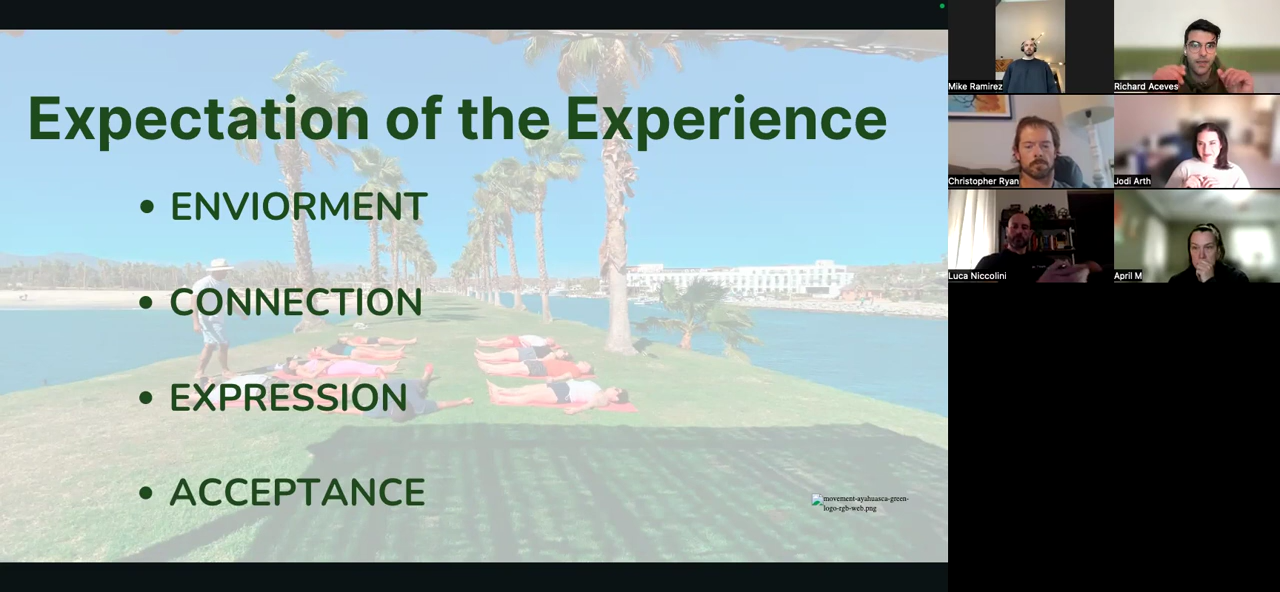 Expectation of the Experience
• ENVIORMENT
• CONNECTION
• EXPRESSION
• ACCEPTANCE
movement-ayahuasca-green-
logo-rgb-web.png
Mike Ramirez
Richard Aceves
Christopher Ryan
Jodi Arth
Luca Niccolini
April M